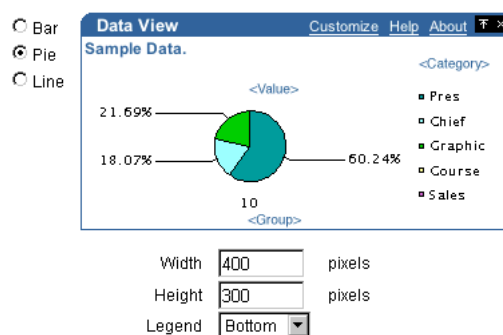 Bar
Pie
Line
Data View Customize Help About
Sample Data.
<Category>
<Value>
21.69%
18.07%
60.24%
Pres
Chief
Graphic
Course
Sales
10
<Group>
Width 400 pixels
Height 300 pixels
Legend Bottom